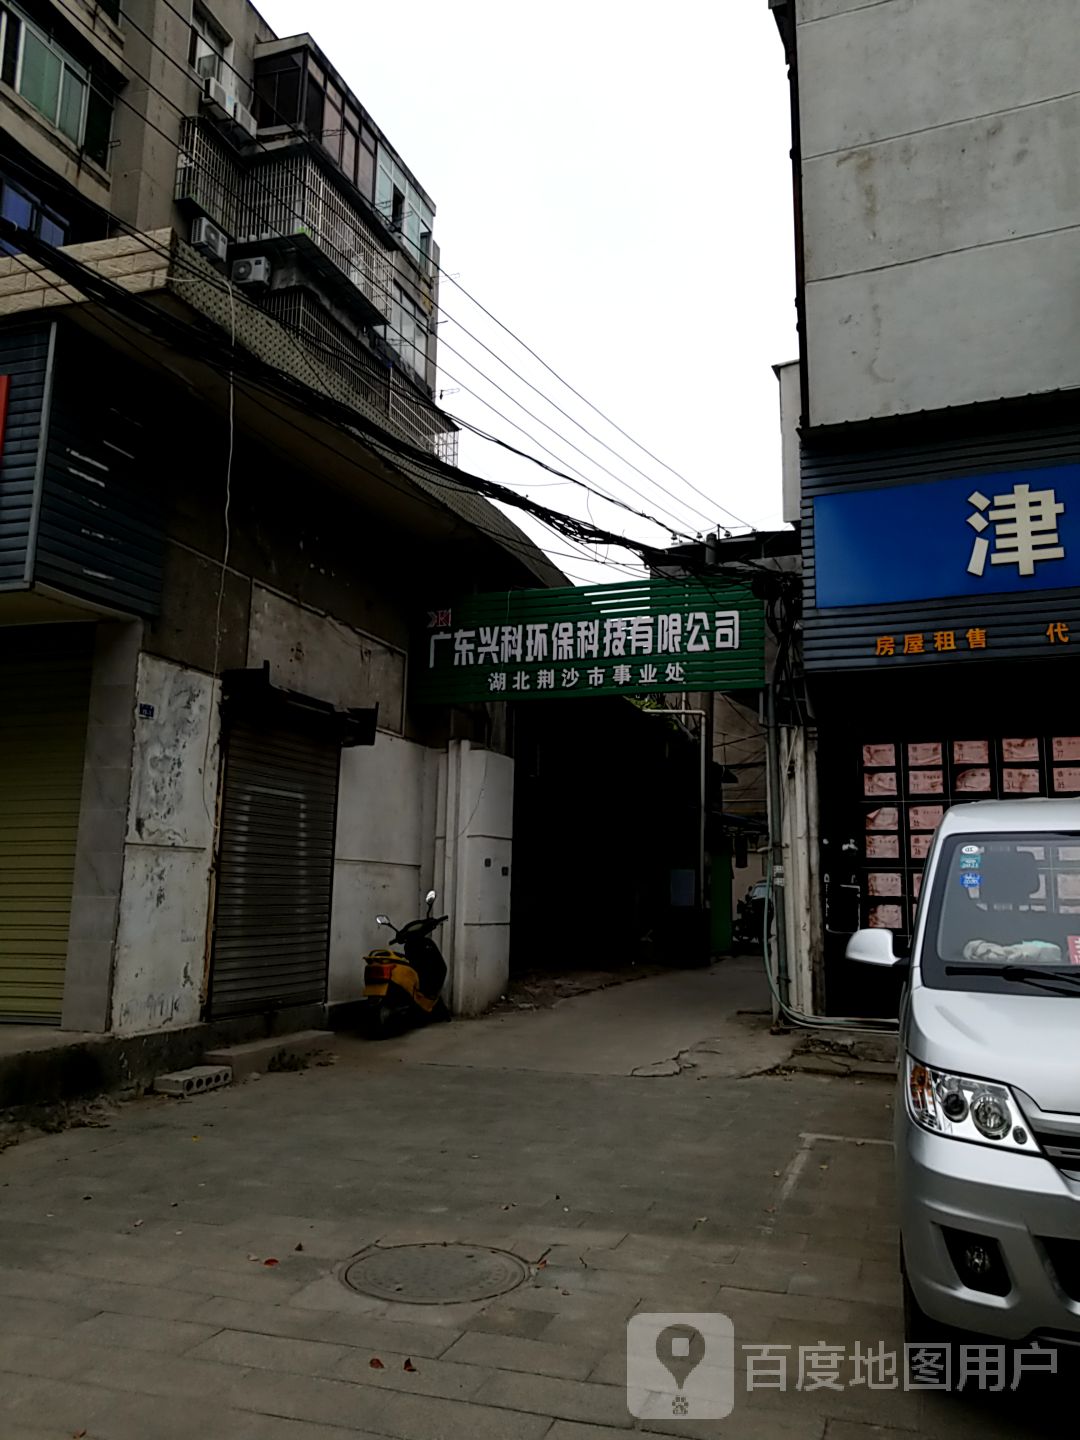 广东兴科环保科技有限公司
湖北荆沙市事业处
津
房屋租售 代
百度地图用户